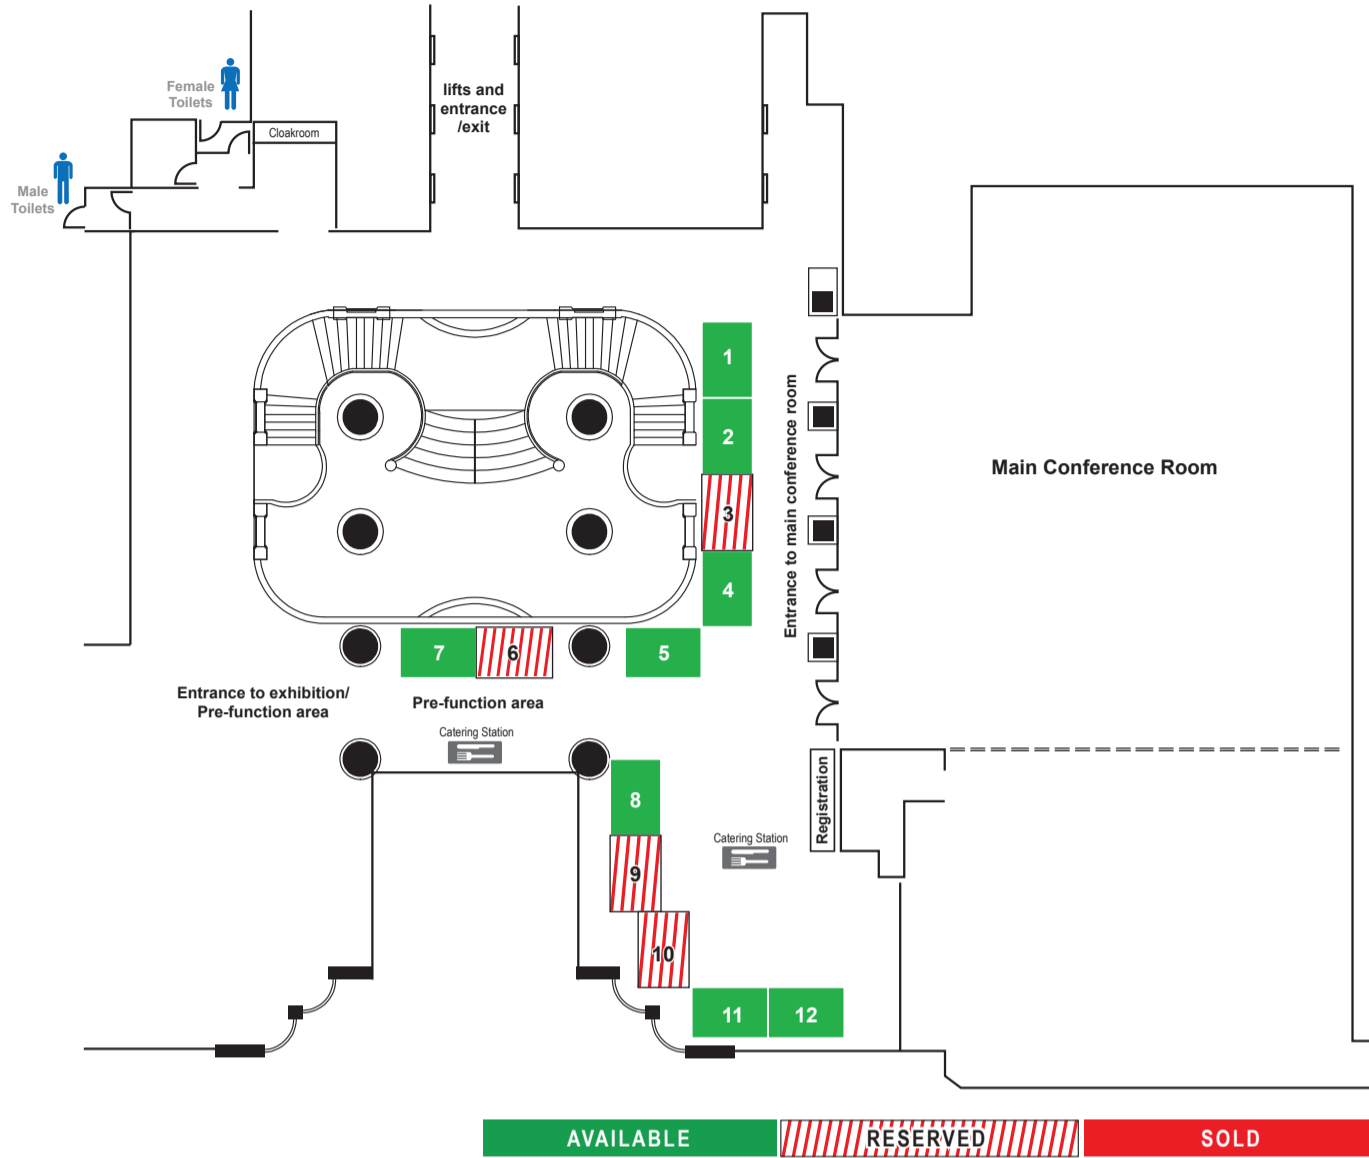 Female
Toilets
Cloakroom
lifts and
entrance
/exit
Male
Toilets
1
2
3
4
Entrance to main conference room
Main Conference Room
7
6
5
Entrance to exhibition/
Pre-function area
Pre-function area
Catering Station
8
9
10
Catering Station
Registration
11
12
AVAILABLE
RESERVED
SOLD